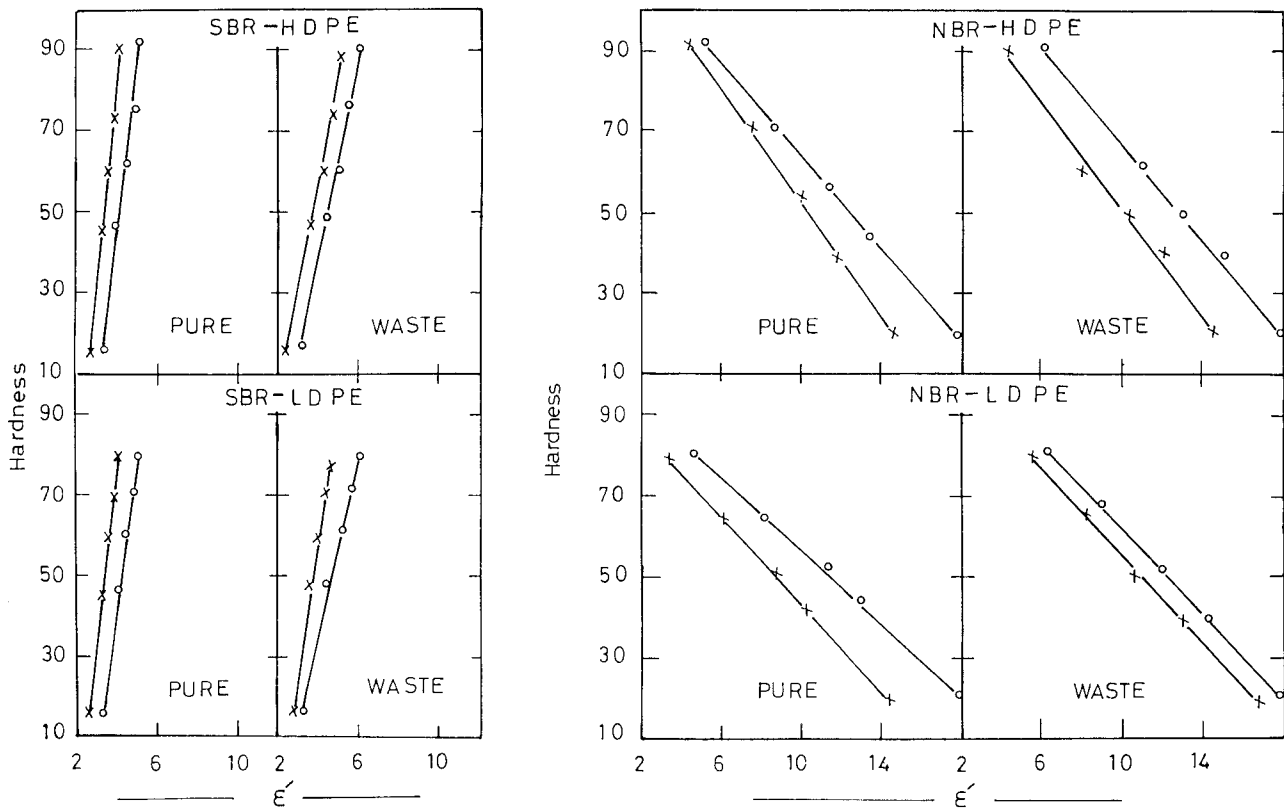 SBR-HDPE
90
70
50
30
10
PURE
WASTE
Hardness
SBR-LDPE
90
70
50
30
10
PURE
WASTE
2
6
10
2
6
10
ε′
NBR-HDPE
90
70
50
30
10
PURE
WASTE
Hardness
NBR-LDPE
90
70
50
30
10
PURE
WASTE
2
6
10
14
2
6
10
14
ε′